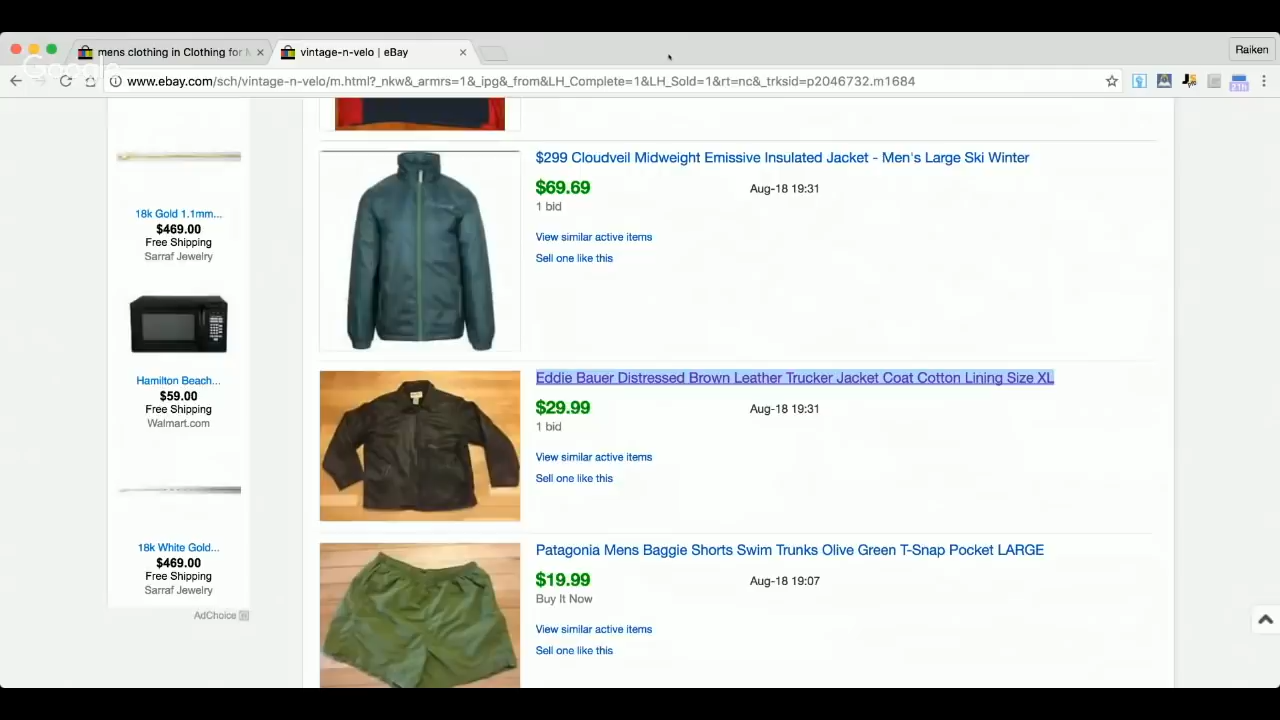 mens clothing in Clothing for M
vintage-n-velo | eBay
Raiken
Google
www.ebay.com/sch/vintage-n-velo/m.html?_nkw&_armrs=1&_ipg&_from&LH_Complete=1&LH_Sold=1&rt=nc&_trksid=p2046732.m1684
21h
$299 Cloudveil Midweight Emissive Insulated Jacket - Men's Large Ski Winter
$69.69
Aug-18 19:31
1 bid
View similar active items
Sell one like this
18k Gold 1.1mm...
$469.00
Free Shipping
Sarraf Jewelry
Hamilton Beach...
$59.00
Free Shipping
Walmart.com
18k White Gold...
$469.00
Free Shipping
Sarraf Jewelry
AdChoice
Eddie Bauer Distressed Brown Leather Trucker Jacket Coat Cotton Lining Size XL
$29.99
Aug-18 19:31
1 bid
View similar active items
Sell one like this
Patagonia Mens Baggie Shorts Swim Trunks Olive Green T-Snap Pocket LARGE
$19.99
Aug-18 19:07
Buy It Now
View similar active items
Sell one like this